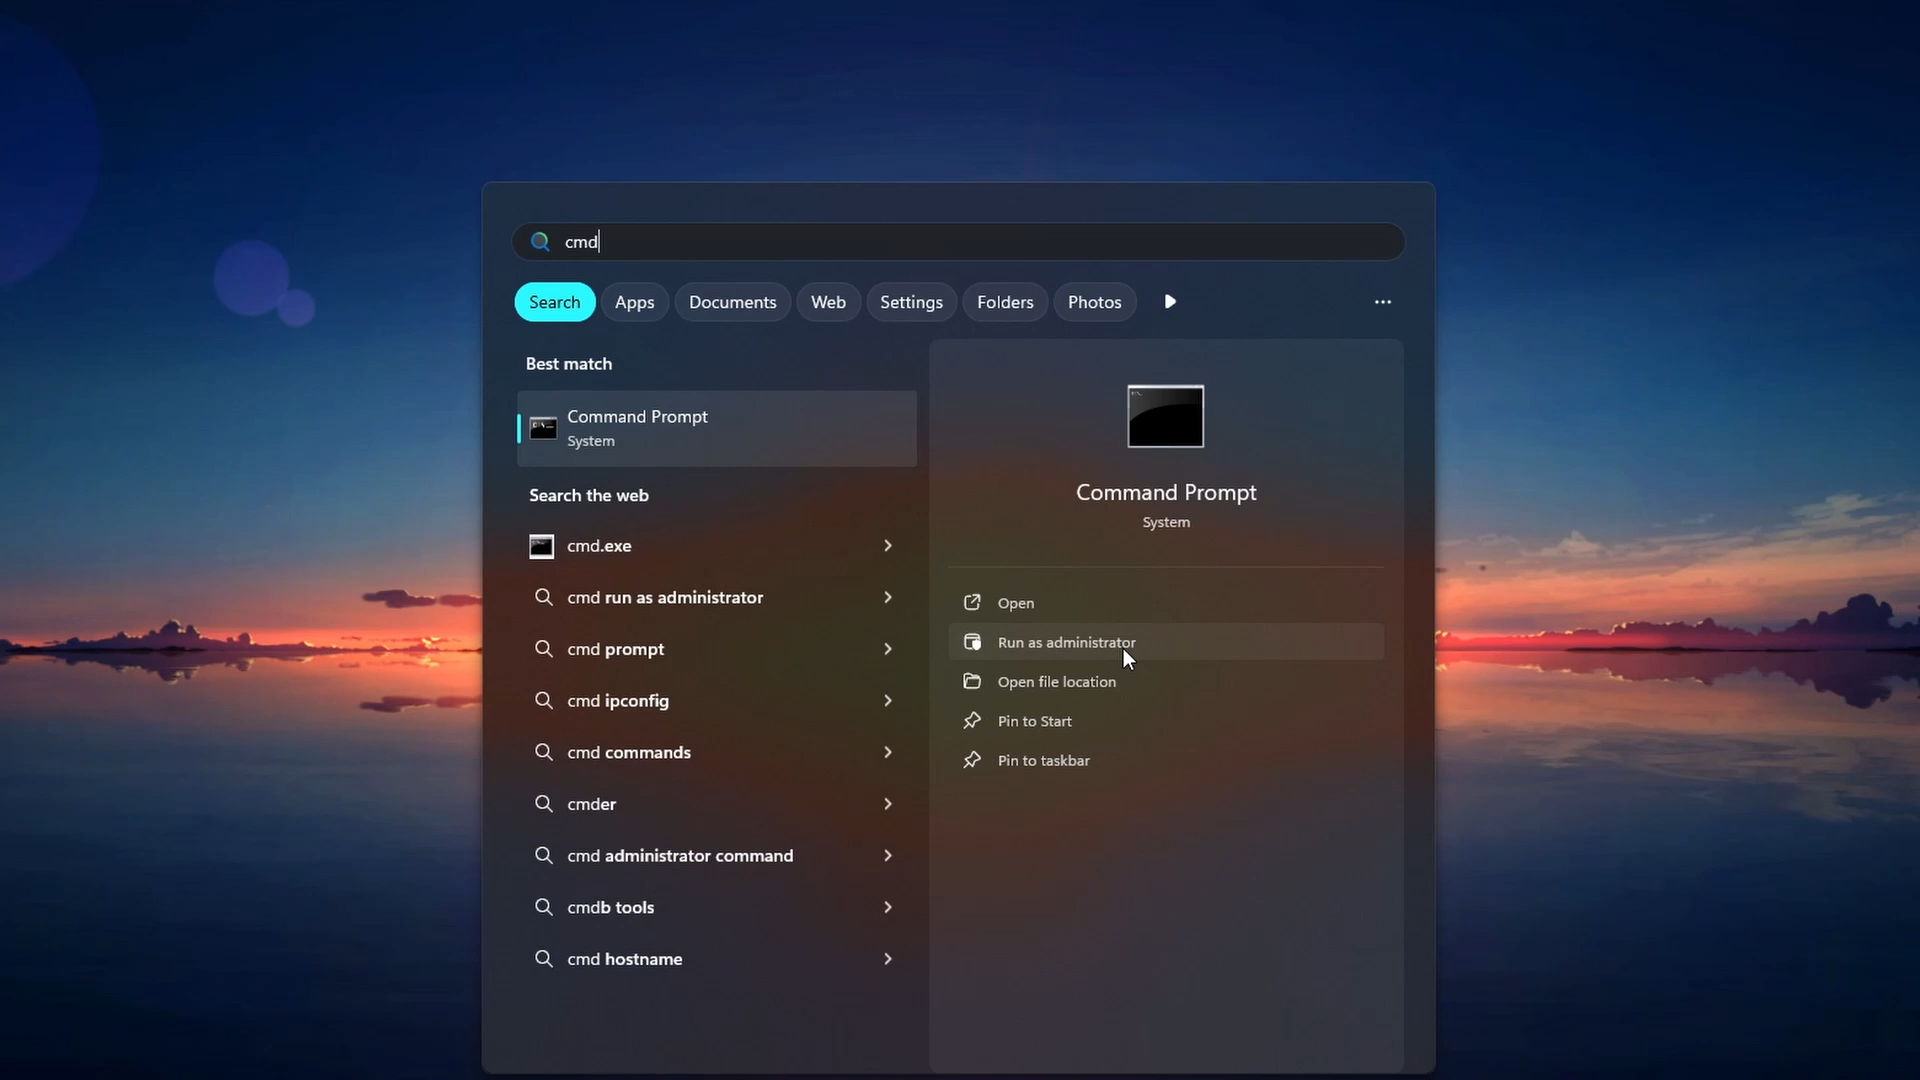 cmd
Search Apps Documents Web Settings Folders Photos
Best match
Command Prompt
System
Search the web
cmd.exe
cmd run as administrator
cmd prompt
cmd ipconfig
cmd commands
cmder
cmd administrator command
cmdb tools
cmd hostname
Command Prompt
System
Open
Run as administrator
Open file location
Pin to Start
Pin to taskbar